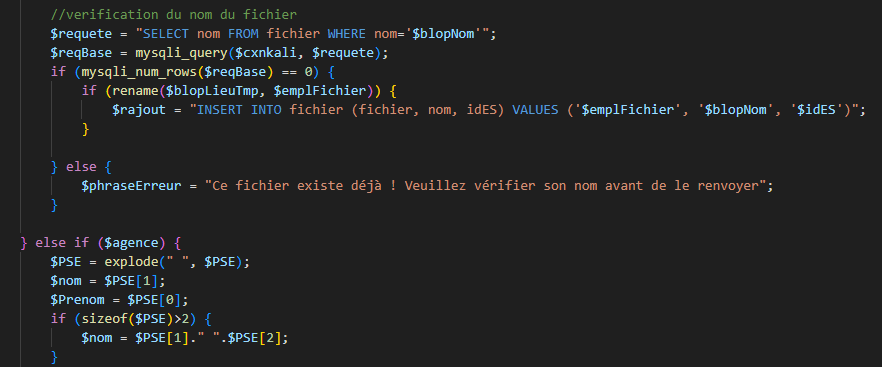 //verification du nom du fichier
$requete = "SELECT nom FROM fichier WHERE nom='$blopNom'";
$reqBase = mysqli_query($cxnkali, $requete);
if (mysqli_num_rows($reqBase) == 0) {
if (rename($blopLieuTmp, $emplFichier)) {
$rajout = "INSERT INTO fichier (fichier, nom, idES) VALUES ('$emplFichier', '$blopNom', '$idES')";
}
} else {
$phraseErreur = "Ce fichier existe déjà ! Veuillez vérifier son nom avant de le renvoyer";
}
} else if ($agence) {
$PSE = explode(" ", $PSE);
$nom = $PSE[1];
$Prenom = $PSE[0];
if (sizeof($PSE)>2) {
$nom = $PSE[1]." ".$PSE[2];
}